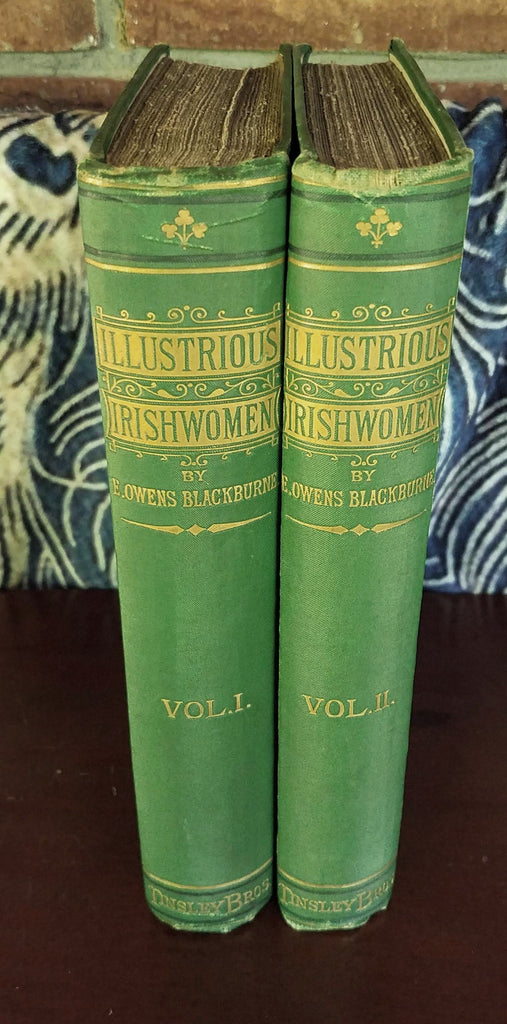 ILLUSTRIOUS
IRISHWOMEN
BY
E. OWENS BLACKBURNE
VOL. I.
TINSLEY BROS
ILLUSTRIOUS
IRISHWOMEN
BY
E. OWENS BLACKBURNE
VOL. II.
TINSLEY BROS